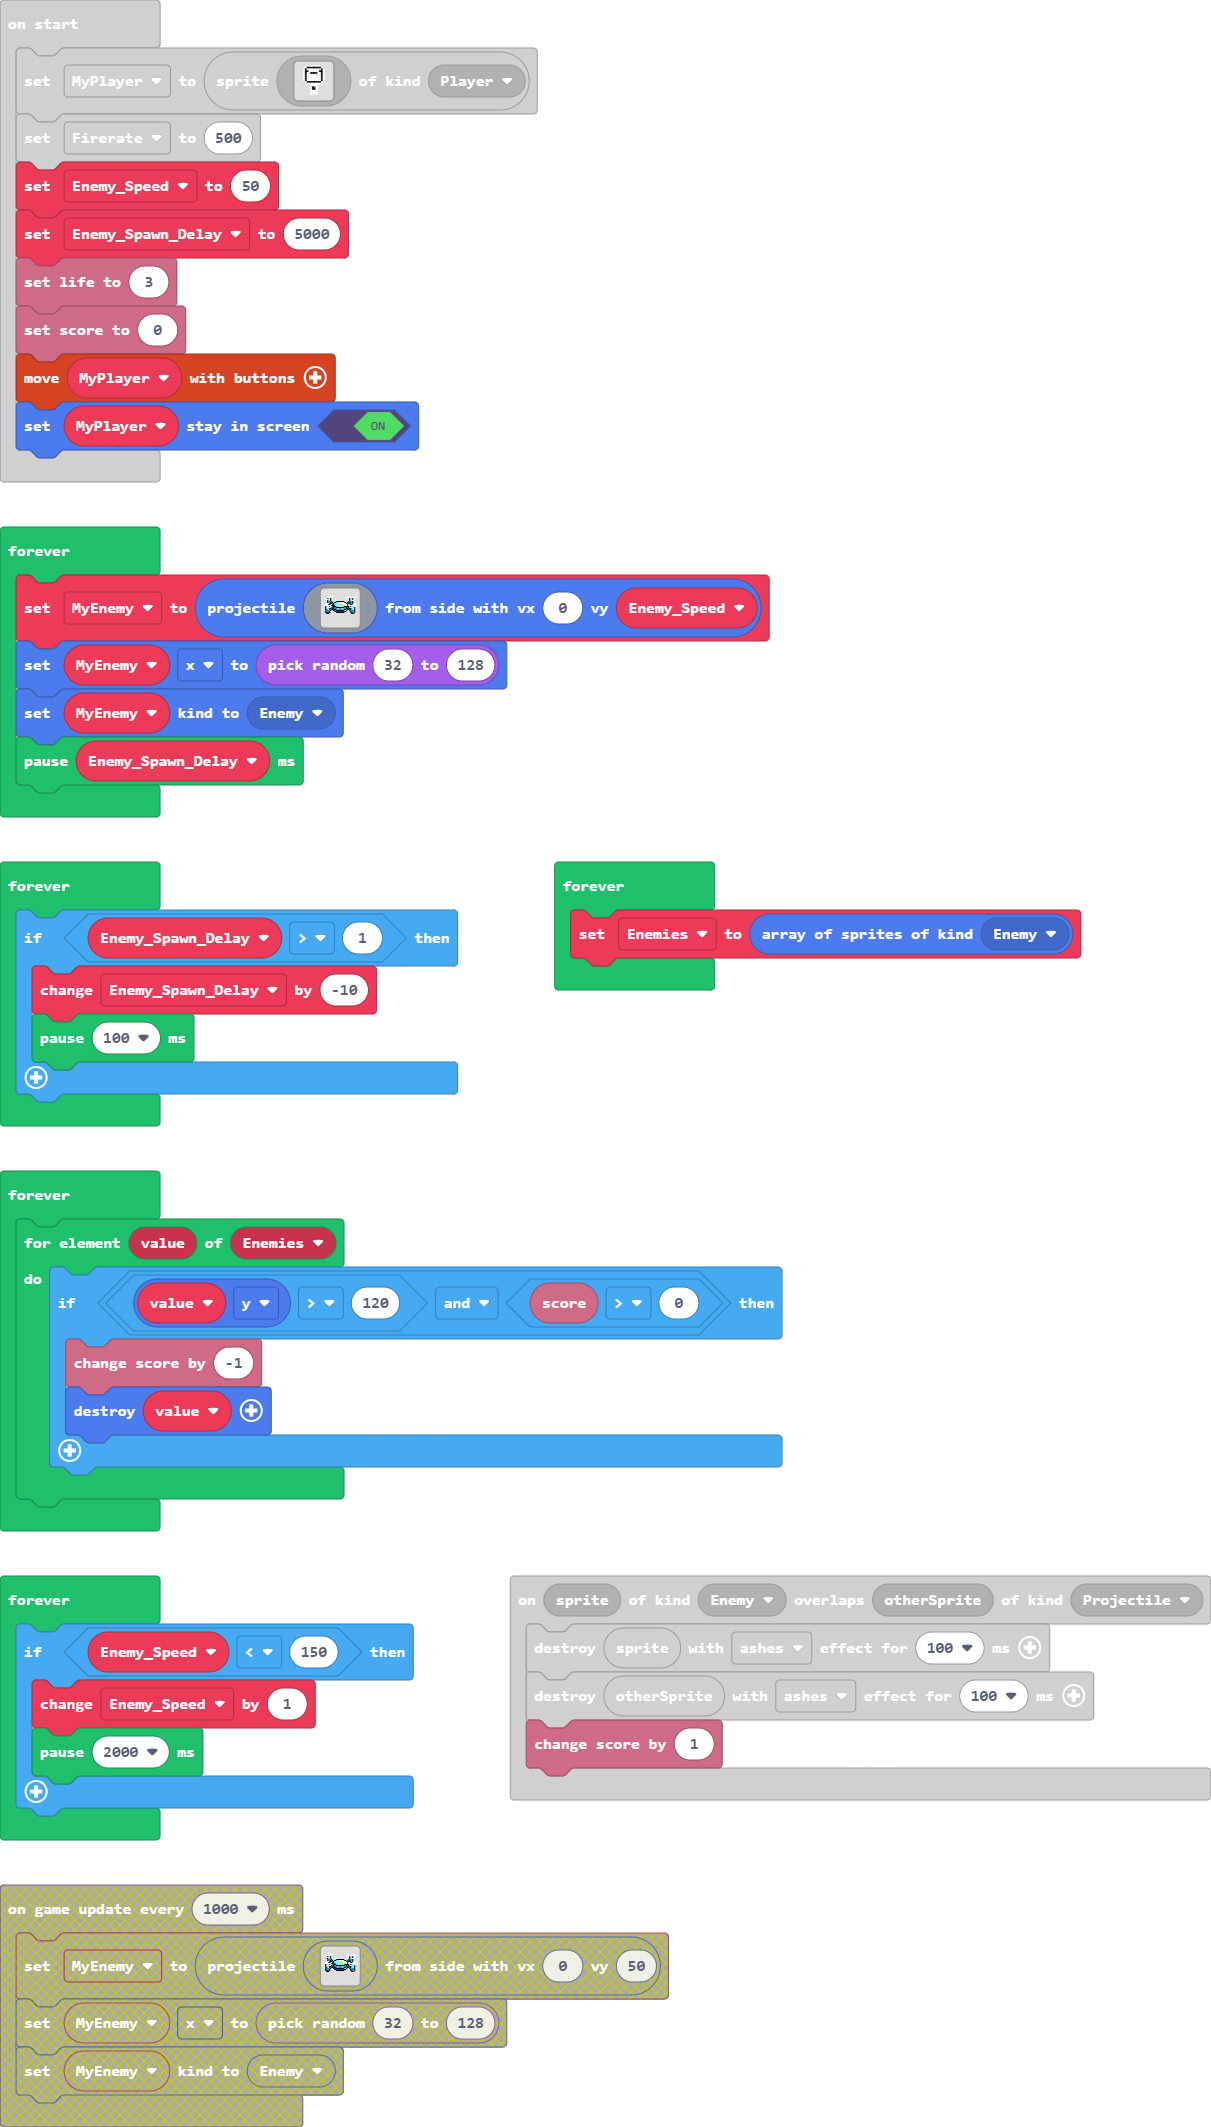 on start
set MyPlayer to sprite of kind Player
set Firerate to 500
set Enemy_Speed to 50
set Enemy_Spawn_Delay to 5000
set life to 3
set score to 0
move MyPlayer with buttons
set MyPlayer stay in screen ON
forever
set MyEnemy to projectile from side with vx 0 vy Enemy_Speed
set MyEnemy x to pick random 32 to 128
set MyEnemy kind to Enemy
pause Enemy_Spawn_Delay ms
forever
if Enemy_Spawn_Delay > 1 then
change Enemy_Spawn_Delay by -10
pause 100 ms
forever
set Enemies to array of sprites of kind Enemy
forever
for element value of Enemies
do
if value y > 120 and score > 0 then
change score by -1
destroy value
forever
if Enemy_Speed < 150 then
change Enemy_Speed by 1
pause 2000 ms
on sprite of kind Enemy overlaps otherSprite of kind Projectile
destroy sprite with ashes effect for 100 ms
destroy otherSprite with ashes effect for 100 ms
change score by 1
on game update every 1000 ms
set MyEnemy to projectile from side with vx 0 vy 50
set MyEnemy x to pick random 32 to 128
set MyEnemy kind to Enemy